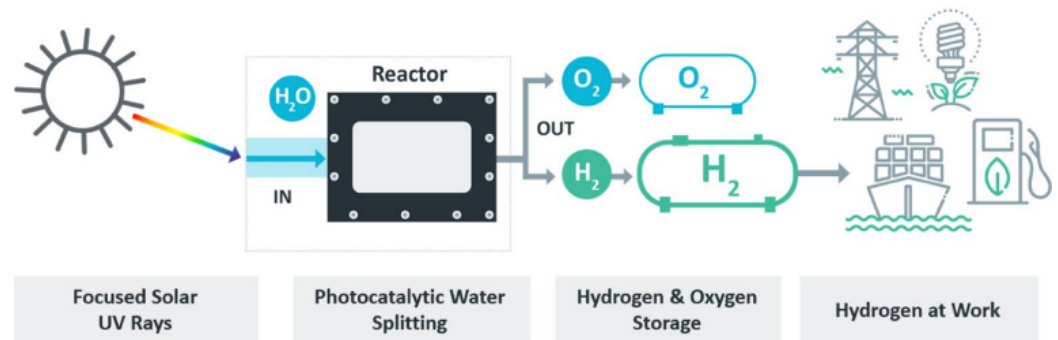 Reactor
H₂O
IN
OUT
O₂
O₂
H₂
H₂
Focused Solar
UV Rays
Photocatalytic Water
Splitting
Hydrogen & Oxygen
Storage
Hydrogen at Work